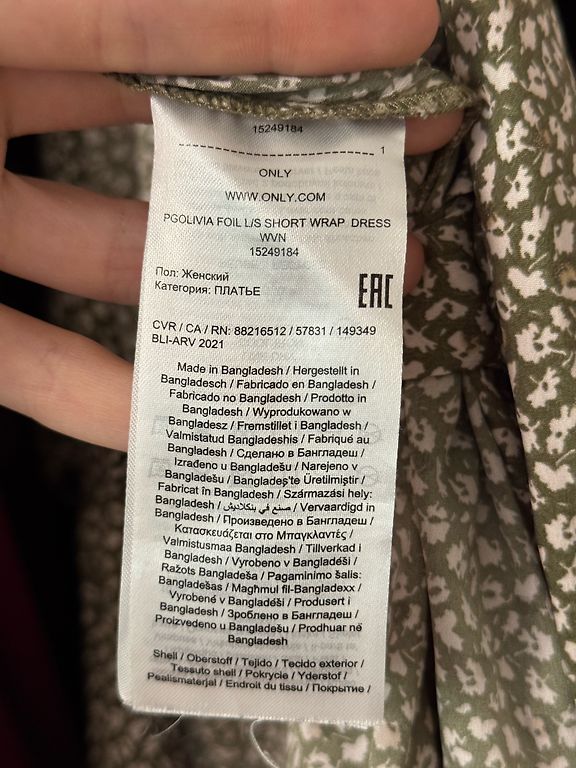 15249184
1
ONLY
WWW.ONLY.COM
PGOLIVIA FOIL L/S SHORT WRAP DRESS
WVN
15249184
Пол: Женский
Категория: ПЛАТЬЕ
EAC
CVR / CA / RN: 88216512 / 57831 / 149349
BLI-ARV 2021
Made in Bangladesh / Hergestellt in
Bangladesch / Fabricado en Bangladesh /
Fabricado no Bangladesh / Prodotto in
Bangladesh / Wyprodukowano w
Bangladesz / Fremstillet i Bangladesh /
Valmistatud Bangladeshis / Fabriqué au
Bangladesh / Сделано в Бангладеш /
Izrađeno u Bangladešu / Narejeno v
Bangladešu / Bangladeş'te Üretilmiştir /
Fabricat în Bangladesh / Származási hely:
Bangladesh / صنع في بنكلاديش / Vervaardigd in
Bangladesh / Произведено в Бангладеш /
Κατασκευάζεται στο Μπαγκλαντές /
Valmistusmaa Bangladesh / Tillverkad i
Bangladesh / Vyrobeno v Bangladéši /
Ražots Bangladeša / Pagaminimo šalis:
Bangladešas / Magħmul fil-Bangladexx /
Vyrobené v Bangladéši / Produsert i
Bangladesh / Зроблено в Бангладеш /
Proizvedeno u Bangladešu / Prodhuar në
Bangladesh
Shell / Oberstoff / Tejido / Tecido exterior /
Tessuto shell / Pokrycie / Yderstof /
Pealismaterjal / Endroit du tissu / Покрытие /